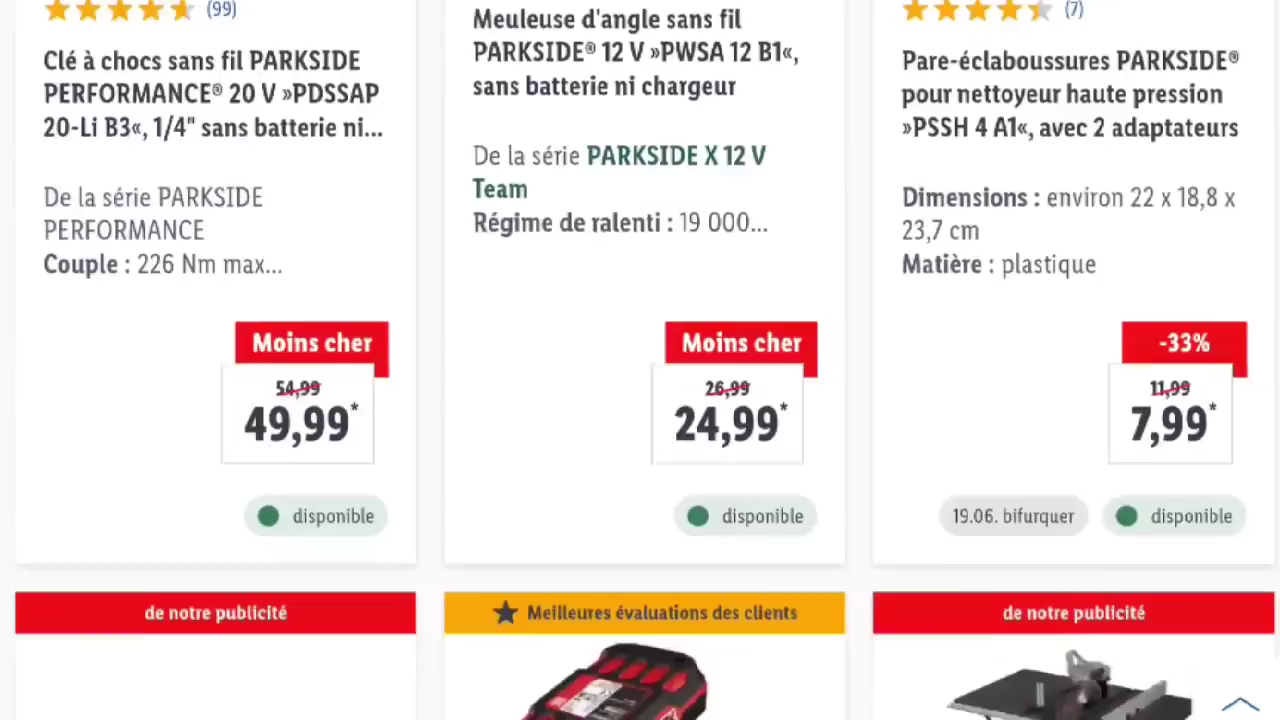 (99)
Clé à chocs sans fil PARKSIDE
PERFORMANCE® 20 V »PDSSAP
20-Li B3«, 1/4" sans batterie ni...
De la série PARKSIDE
PERFORMANCE
Couple : 226 Nm max...
Moins cher
54,99
49,99*
disponible
Meuleuse d'angle sans fil
PARKSIDE® 12 V »PWSA 12 B1«,
sans batterie ni chargeur
De la série PARKSIDE X 12 V
Team
Régime de ralenti : 19 000...
Moins cher
26,99
24,99*
disponible
(7)
Pare-éclaboussures PARKSIDE®
pour nettoyeur haute pression
»PSSH 4 A1«, avec 2 adaptateurs
Dimensions : environ 22 x 18,8 x
23,7 cm
Matière : plastique
-33%
11,99
7,99*
19.06. bifurquer
disponible
de notre publicité
Meilleures évaluations des clients
de notre publicité